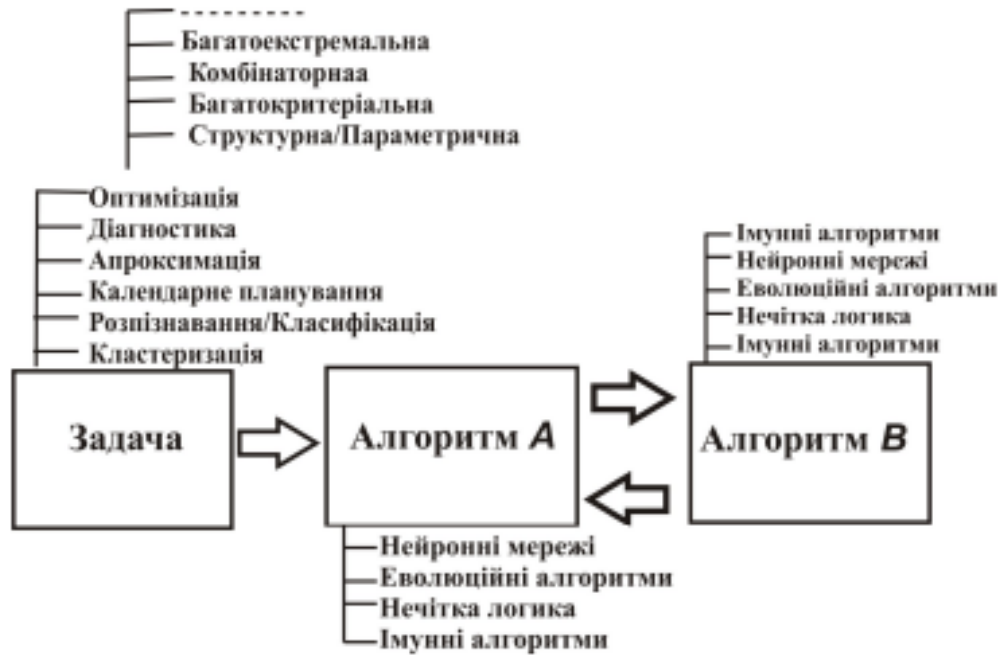 Багатоекстремальна
Комбінаторнаа
Багатокритеріальна
Структурна/Параметрична
Оптимізація
Діагностика
Апроксимація
Календарне планування
Розпізнавання/Класифікація
Кластеризація
Задача
Алгоритм A
Нейронні мережі
Еволюційні алгоритми
Нечітка логика
Імунні алгоритми
Імунні алгоритми
Нейронні мережі
Еволюційні алгоритми
Нечітка логика
Імунні алгоритми
Алгоритм B